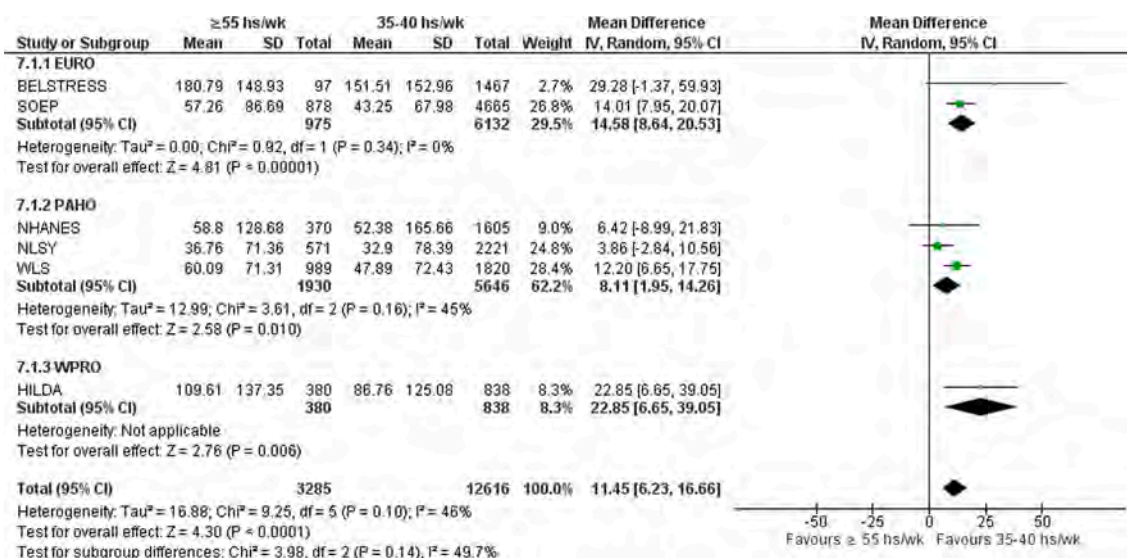 ≥55 hs/wk 35-40 hs/wk Mean Difference Mean Difference
Study or Subgroup Mean SD Total Mean SD Total Weight IV, Random, 95% CI IV, Random, 95% CI
7.1.1 EURO
BELSTRESS 180.79 148.93 97 151.51 152.96 1467 2.7% 29.28 [-1.37, 59.93]
SOEP 57.26 86.69 878 43.25 67.98 4665 26.8% 14.01 [7.95, 20.07]
Subtotal (95% CI) 975 6132 29.5% 14.58 [8.64, 20.53]
Heterogeneity: Tau² = 0.00; Chi² = 0.92, df = 1 (P = 0.34); I² = 0%
Test for overall effect: Z = 4.81 (P < 0.00001)
7.1.2 PAHO
NHANES 58.8 128.68 370 52.38 165.66 1605 9.0% 6.42 [-8.99, 21.83]
NLSY 36.76 71.36 571 32.9 78.39 2221 24.8% 3.86 [-2.84, 10.56]
WLS 60.09 71.31 989 47.89 72.43 1820 28.4% 12.20 [6.65, 17.75]
Subtotal (95% CI) 1930 5646 62.2% 8.11 [1.95, 14.26]
Heterogeneity: Tau² = 12.99; Chi² = 3.61, df = 2 (P = 0.16); I² = 45%
Test for overall effect: Z = 2.58 (P = 0.010)
7.1.3 WPRO
HILDA 109.61 137.35 380 86.76 125.08 838 8.3% 22.85 [6.65, 39.05]
Subtotal (95% CI) 380 838 8.3% 22.85 [6.65, 39.05]
Heterogeneity: Not applicable
Test for overall effect: Z = 2.76 (P = 0.006)
Total (95% CI) 3285 12616 100.0% 11.45 [6.23, 16.66]
Heterogeneity: Tau² = 16.88; Chi² = 9.25, df = 5 (P = 0.10); I² = 46%
Test for overall effect: Z = 4.30 (P < 0.0001)
Test for subgroup differences: Chi² = 3.98, df = 2 (P = 0.14), I² = 49.7%
-50 -25 0 25 50
Favours ≥ 55 hs/wk Favours 35-40 hs/wk